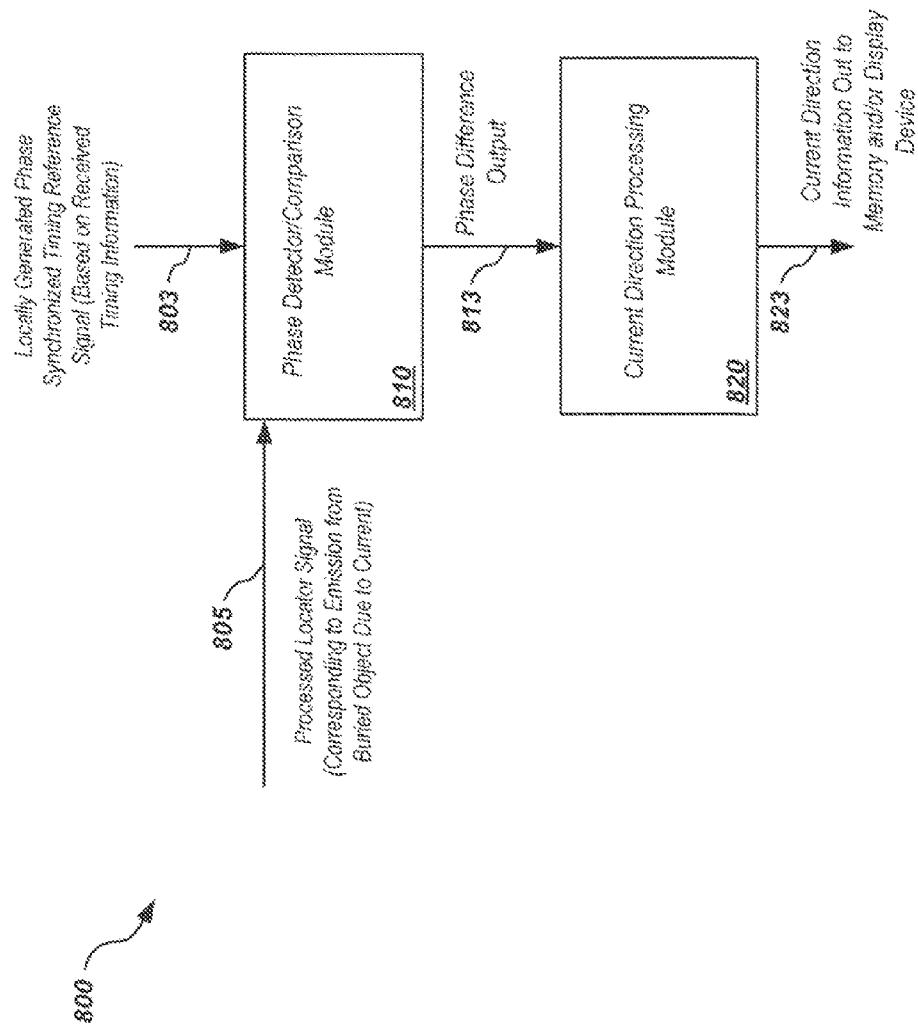 800
Locally Generated Phase
Synchronized Timing Reference
Signal (Based on Received
Timing Information)
803
805
Processed Locator Signal
(Corresponding to Emission from
Buried Object Due to Current)
Phase Detector/Comparison
Module
810
813
Phase Difference
Output
Current Direction Processing
Module
820
823
Current Direction
Information Out to
Memory and/or Display
Device